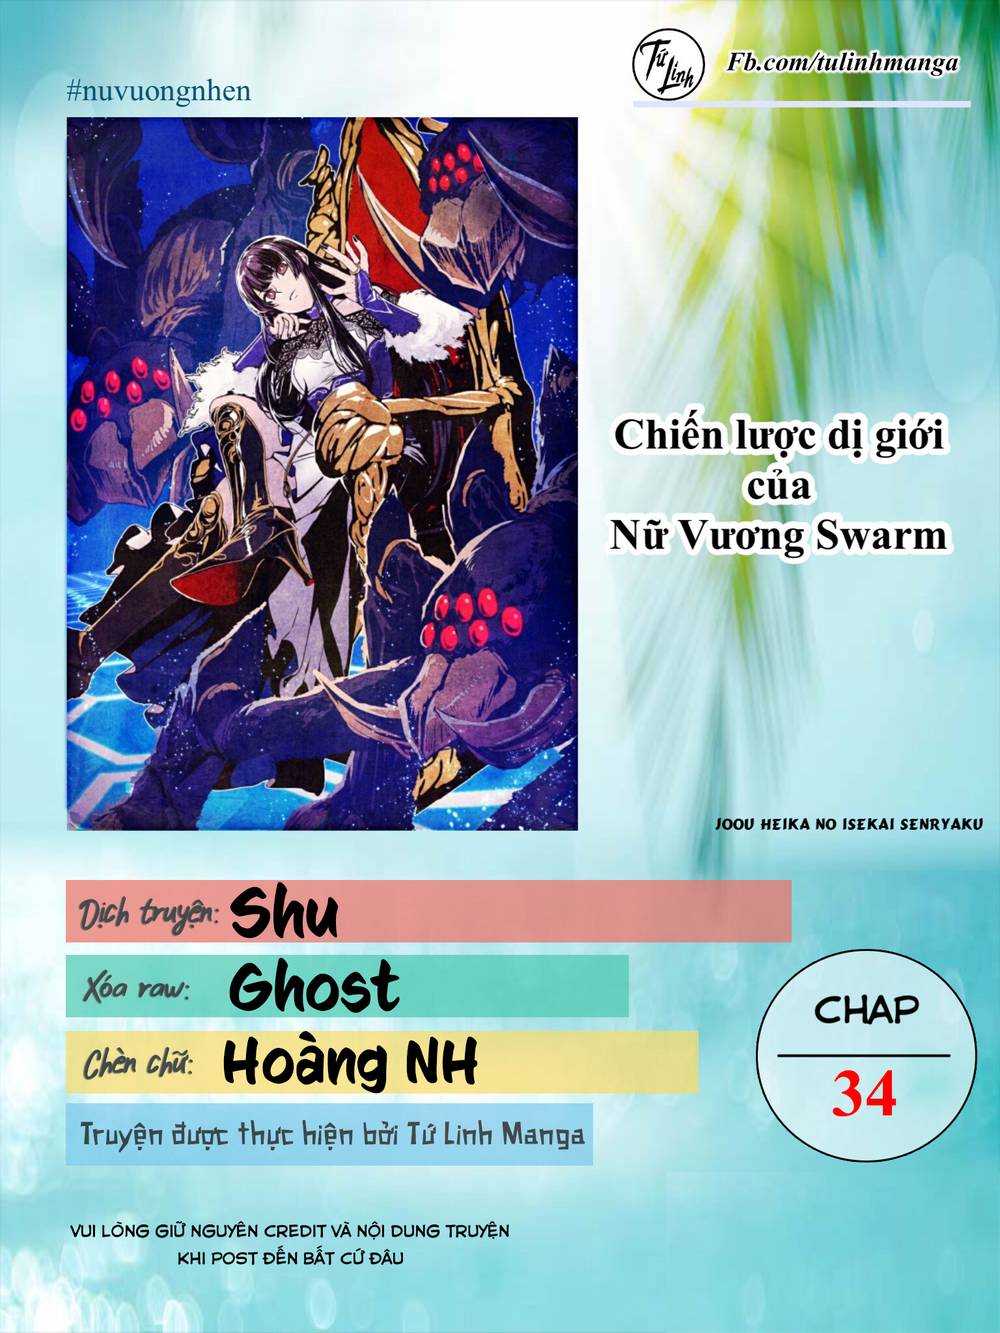 #nuvuongnhen
Tứ
Linh
Fb.com/tulinhmanga
Chiến lược dị giới
của
Nữ Vương Swarm
JOOU HEIKA NO ISEKAI SENRYAKU
Dịch truyện: Shu
Xóa raw: Ghost
Chèn chữ: Hoàng NH
Truyện được thực hiện bởi Tứ Linh Manga
CHAP
34
VUI LÒNG GIỮ NGUYÊN CREDIT VÀ NỘI DUNG TRUYỆN
KHI POST ĐẾN BẤT CỨ ĐÂU